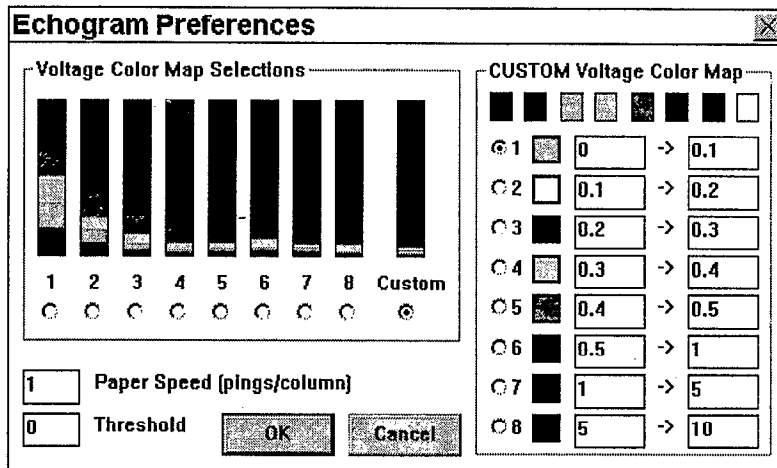 Echogram Preferences
Voltage Color Map Selections
1 2 3 4 5 6 7 8 Custom
1 Paper Speed (pings/column)
0 Threshold
OK Cancel
CUSTOM Voltage Color Map
1 0 -> 0.1
2 0.1 -> 0.2
3 0.2 -> 0.3
4 0.3 -> 0.4
5 0.4 -> 0.5
6 0.5 -> 1
7 1 -> 5
8 5 -> 10